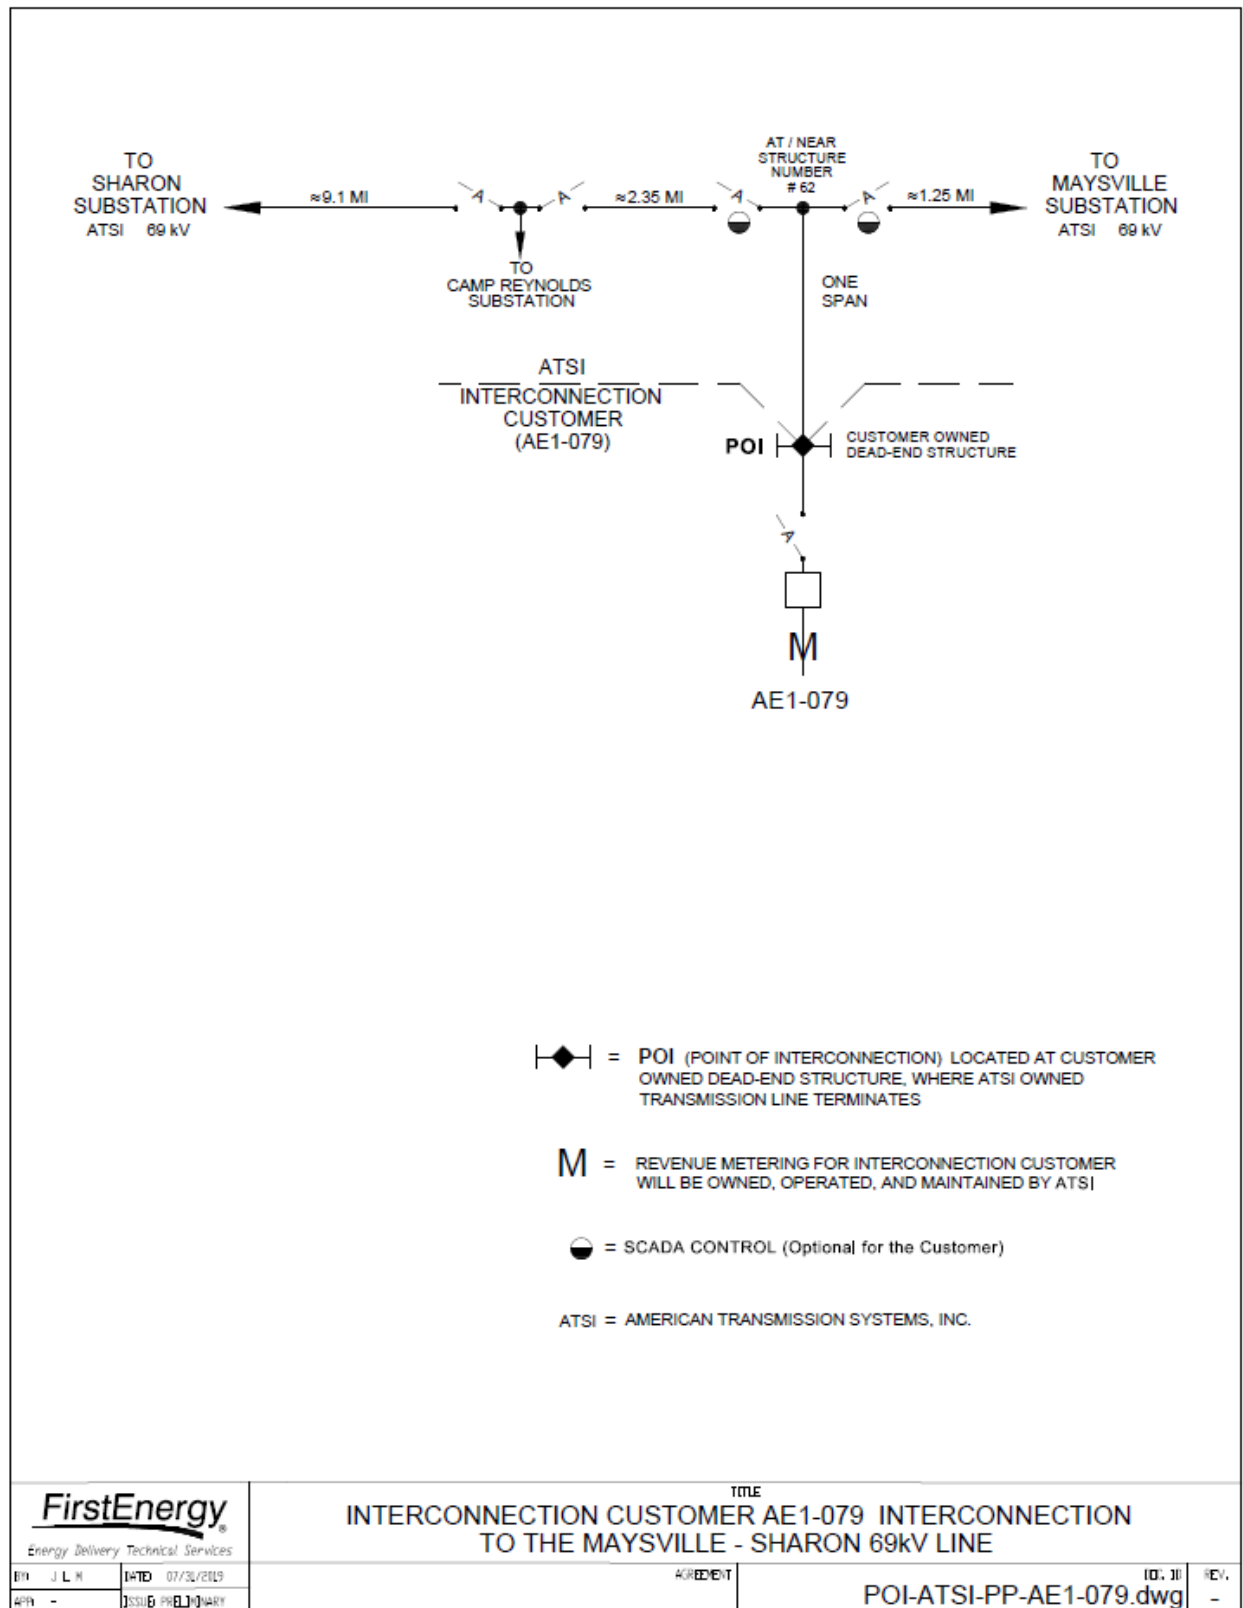 TO
SHARON
SUBSTATION
ATSI 69 kV
≈9.1 MI
A
A
≈2.35 MI
AT / NEAR
STRUCTURE
NUMBER
# 62
A
A
≈1.25 MI
TO
MAYSVILLE
SUBSTATION
ATSI 69 kV
TO
CAMP REYNOLDS
SUBSTATION
ONE
SPAN
ATSI
INTERCONNECTION
CUSTOMER
(AE1-079)
POI
CUSTOMER OWNED
DEAD-END STRUCTURE
A
M
AE1-079
= POI (POINT OF INTERCONNECTION) LOCATED AT CUSTOMER
OWNED DEAD-END STRUCTURE, WHERE ATSI OWNED
TRANSMISSION LINE TERMINATES
M = REVENUE METERING FOR INTERCONNECTION CUSTOMER
WILL BE OWNED, OPERATED, AND MAINTAINED BY ATSI
= SCADA CONTROL (Optional for the Customer)
ATSI = AMERICAN TRANSMISSION SYSTEMS, INC.
FirstEnergy®
Energy Delivery Technical Services
TITLE
INTERCONNECTION CUSTOMER AE1-079 INTERCONNECTION
TO THE MAYSVILLE - SHARON 69kV LINE
BY: J L M
DATE: 07/31/2019
APP: -
ISSUE: PRELIMINARY
AGREEMENT
DOC. ID
POI-ATSI-PP-AE1-079.dwg
REV.
-